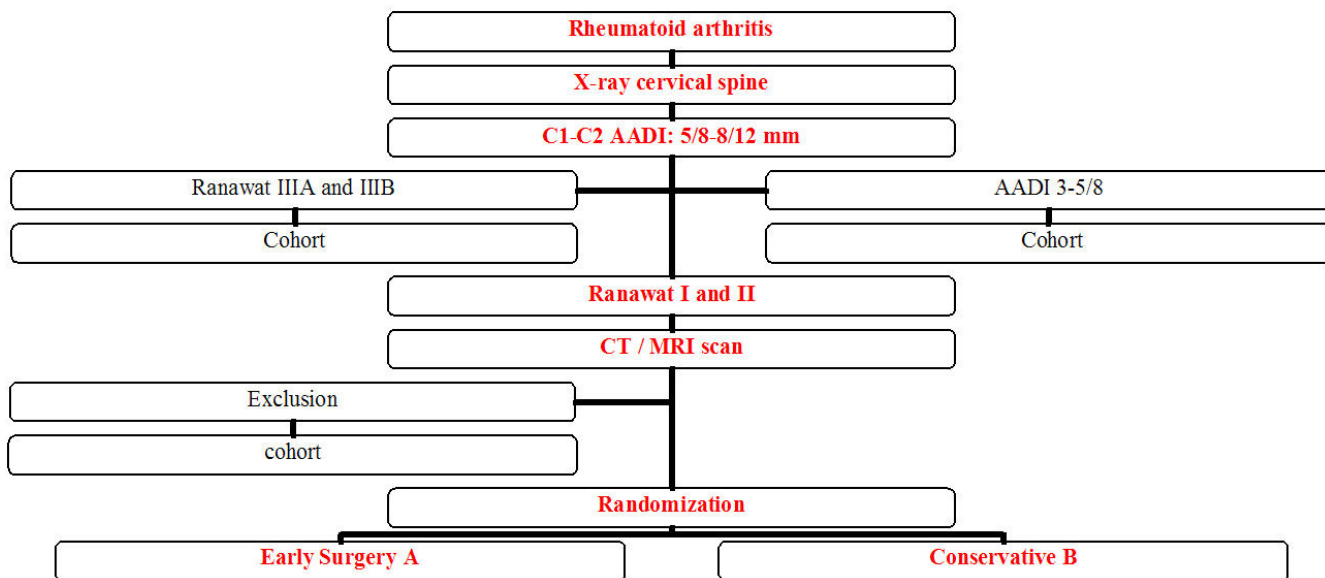 Rheumatoid arthritis
X-ray cervical spine
C1-C2 AADI: 5/8-8/12 mm
Ranawat IIIA and IIIB
AADI 3-5/8
Cohort
Cohort
Ranawat I and II
CT / MRI scan
Exclusion
cohort
Randomization
Early Surgery A
Conservative B